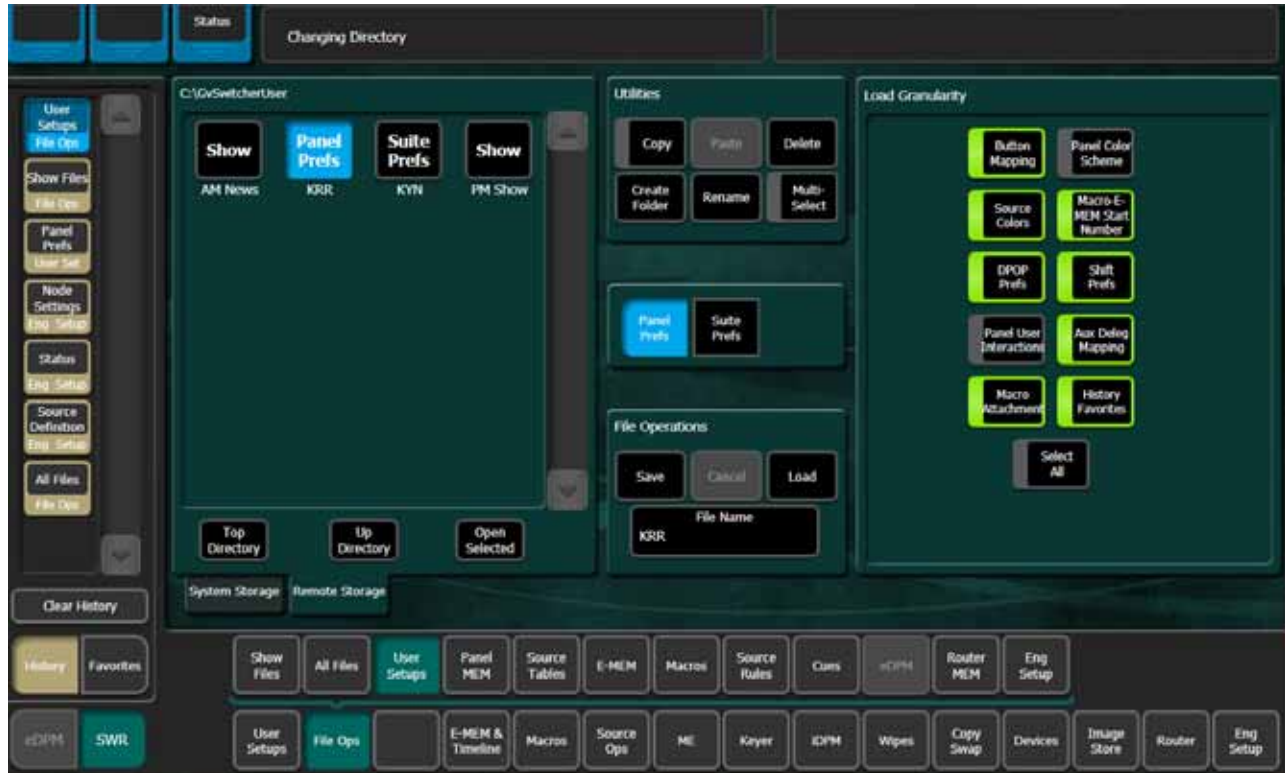 Status
Changing Directory
User
Setups
File Ops
Show Files
File Ops
Panel
Prefs
User Set
Node
Settings
Eng Setup
Status
Eng Setup
Source
Definition
Eng Setup
All Files
File Ops
Clear History
History
Favorites
eDPM
SWR
C:\GvSwitcherUser
Show
AM News
Panel
Prefs
KRR
Suite
Prefs
KYN
Show
PM Show
Top
Directory
Up
Directory
Open
Selected
System Storage
Remote Storage
Utilities
Copy
Paste
Delete
Create
Folder
Rename
Multi-
Select
Panel
Prefs
Suite
Prefs
File Operations
Save
Cancel
Load
File Name
KRR
Load Granularity
Button
Mapping
Panel Color
Scheme
Source
Colors
Macro-E-
MEM Start
Number
DPOP
Prefs
Shift
Prefs
Panel User
Interactions
Aux Deleg
Mapping
Macro
Attachment
History
Favorites
Select
All
Show
Files
All Files
User
Setups
Panel
MEM
Source
Tables
E-MEM
Macros
Source
Rules
Cues
eDPM
Router
MEM
Eng
Setup
User
Setups
File Ops
E-MEM &
Timeline
Macros
Source
Ops
ME
Keyer
iDPM
Wipes
Copy
Swap
Devices
Image
Store
Router
Eng
Setup